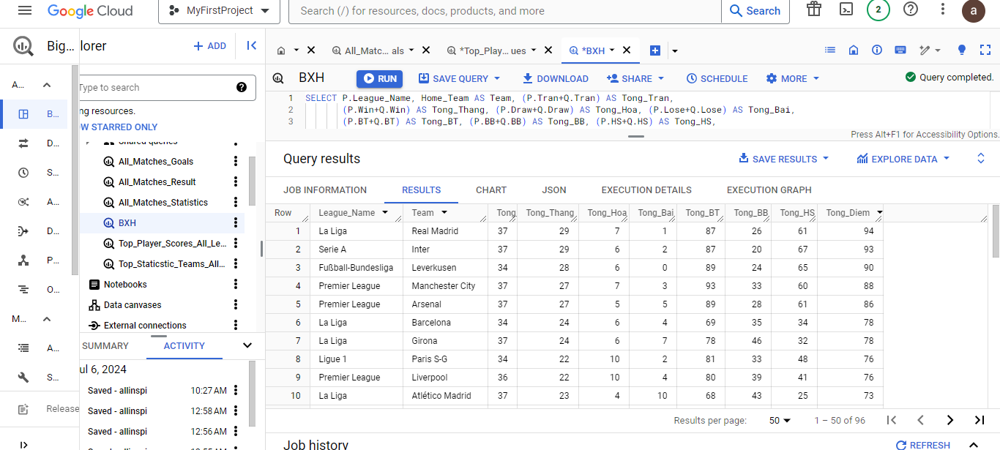 Google Cloud
MyFirstProject
Search (/) for resources, docs, products, and more
Search
2
a
Big...
lorer
+ ADD
All_Matc... als
*Top_Play... ues
*BXH
A...
B...
D...
S...
A...
D...
P...
O...
M...
A...
S...
Release
Type to search
ng resources.
W STARRED ONLY
Shared queries
All_Matches_Goals
All_Matches_Result
All_Matches_Statistics
BXH
Top_Player_Scores_All_Le...
Top_Staticstic_Teams_All...
Notebooks
Data canvases
External connections
SUMMARY
ACTIVITY
ul 6, 2024
Saved - allinspi 10:27 AM
Saved - allinspi 12:58 AM
Saved - allinspi 12:56 AM
BXH
RUN
SAVE QUERY
DOWNLOAD
SHARE
SCHEDULE
MORE
Query completed.
1 SELECT P.League_Name, Home_Team AS Team, (P.Tran+Q.Tran) AS Tong_Tran,
2 (P.Win+Q.Win) AS Tong_Thang, (P.Draw+Q.Draw) AS Tong_Hoa, (P.Lose+Q.Lose) AS Tong_Bai,
3 (P.BT+Q.BT) AS Tong_BT, (P.BB+Q.BB) AS Tong_BB, (P.HS+Q.HS) AS Tong_HS,
Press Alt+F1 for Accessibility Options.
Query results
SAVE RESULTS
EXPLORE DATA
JOB INFORMATION
RESULTS
CHART
JSON
EXECUTION DETAILS
EXECUTION GRAPH
Row League_Name Team Tong_ Tong_Thang Tong_Hoa Tong_Bai Tong_BT Tong_BB Tong_HS Tong_Diem
1 La Liga Real Madrid 37 29 7 1 87 26 61 94
2 Serie A Inter 37 29 6 2 87 20 67 93
3 Fußball-Bundesliga Leverkusen 34 28 6 0 89 24 65 90
4 Premier League Manchester City 37 27 7 3 93 33 60 88
5 Premier League Arsenal 37 27 5 5 89 28 61 86
6 La Liga Barcelona 34 24 6 4 69 35 34 78
7 La Liga Girona 37 24 6 7 78 46 32 78
8 Ligue 1 Paris S-G 34 22 10 2 81 33 48 76
9 Premier League Liverpool 36 22 10 4 80 39 41 76
10 La Liga Atlético Madrid 37 23 4 10 68 43 25 73
Results per page: 50 1 – 50 of 96
Job history
REFRESH